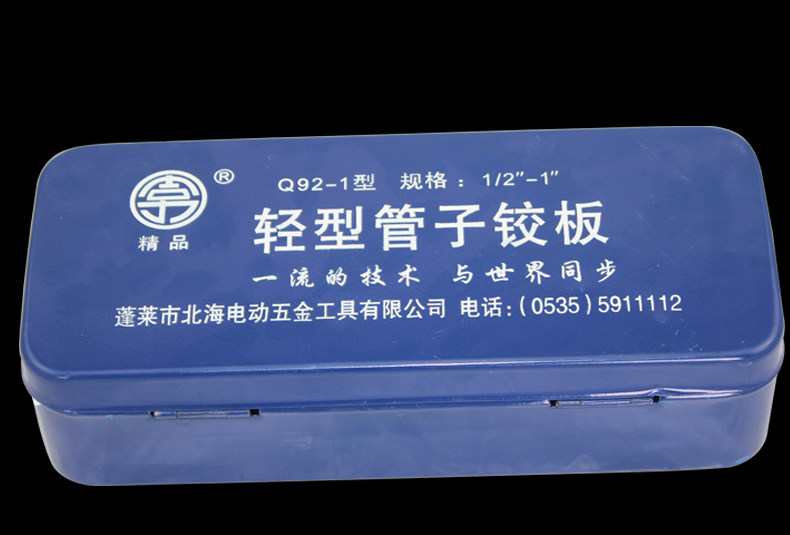 ®
Q92-1型 规格：1/2"-1"
精品
轻型管子铰板
一流的技术 与世界同步
蓬莱市北海电动五金工具有限公司 电话：(0535)5911112